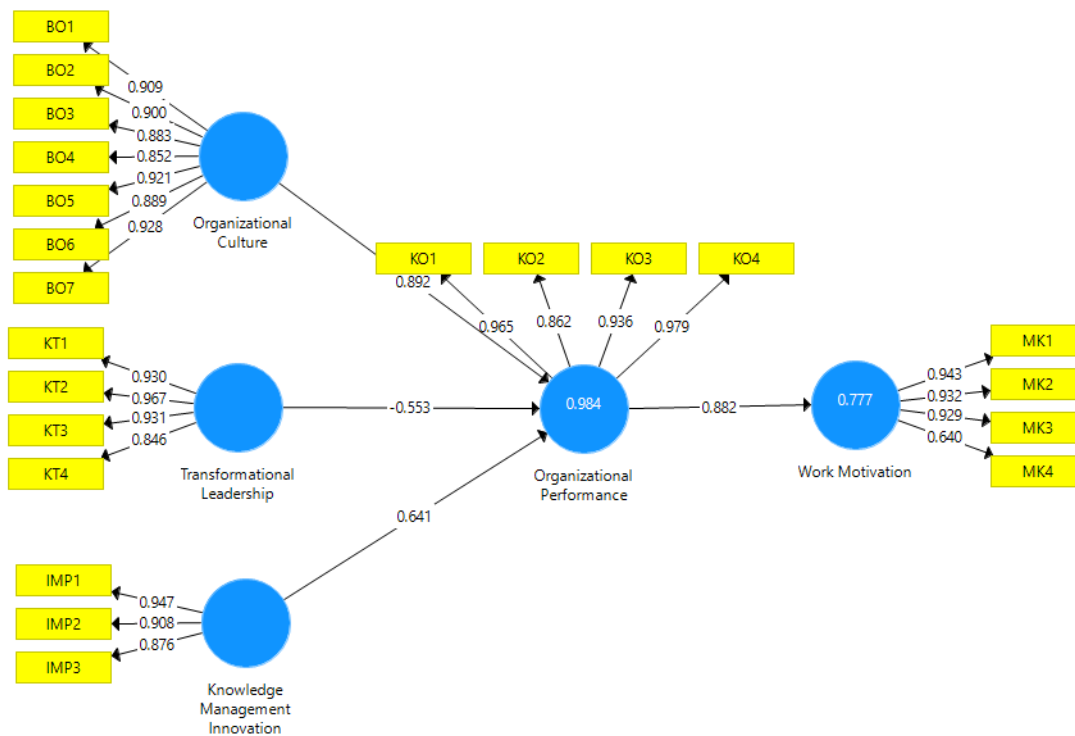 BO1
BO2
BO3
BO4
BO5
BO6
BO7
0.909
0.900
0.883
0.852
0.921
0.889
0.928
Organizational
Culture
0.892
KO1
KO2
KO3
KO4
0.965
0.862
0.936
0.979
KT1
KT2
KT3
KT4
0.930
0.967
0.931
0.846
Transformational
Leadership
-0.553
0.984
Organizational
Performance
0.882
0.777
Work Motivation
0.943
0.932
0.929
0.640
MK1
MK2
MK3
MK4
0.641
IMP1
IMP2
IMP3
0.947
0.908
0.876
Knowledge
Management
Innovation